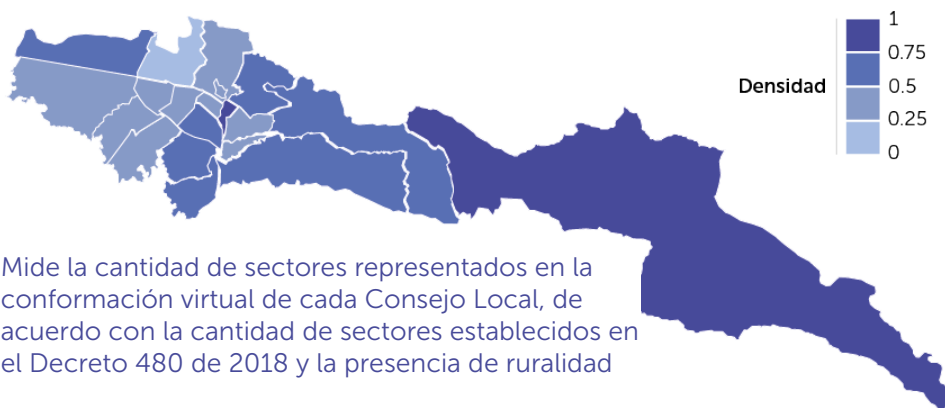 1
0.75
Densidad
0.5
0.25
0
Mide la cantidad de sectores representados en la
conformación virtual de cada Consejo Local, de
acuerdo con la cantidad de sectores establecidos en
el Decreto 480 de 2018 y la presencia de ruralidad